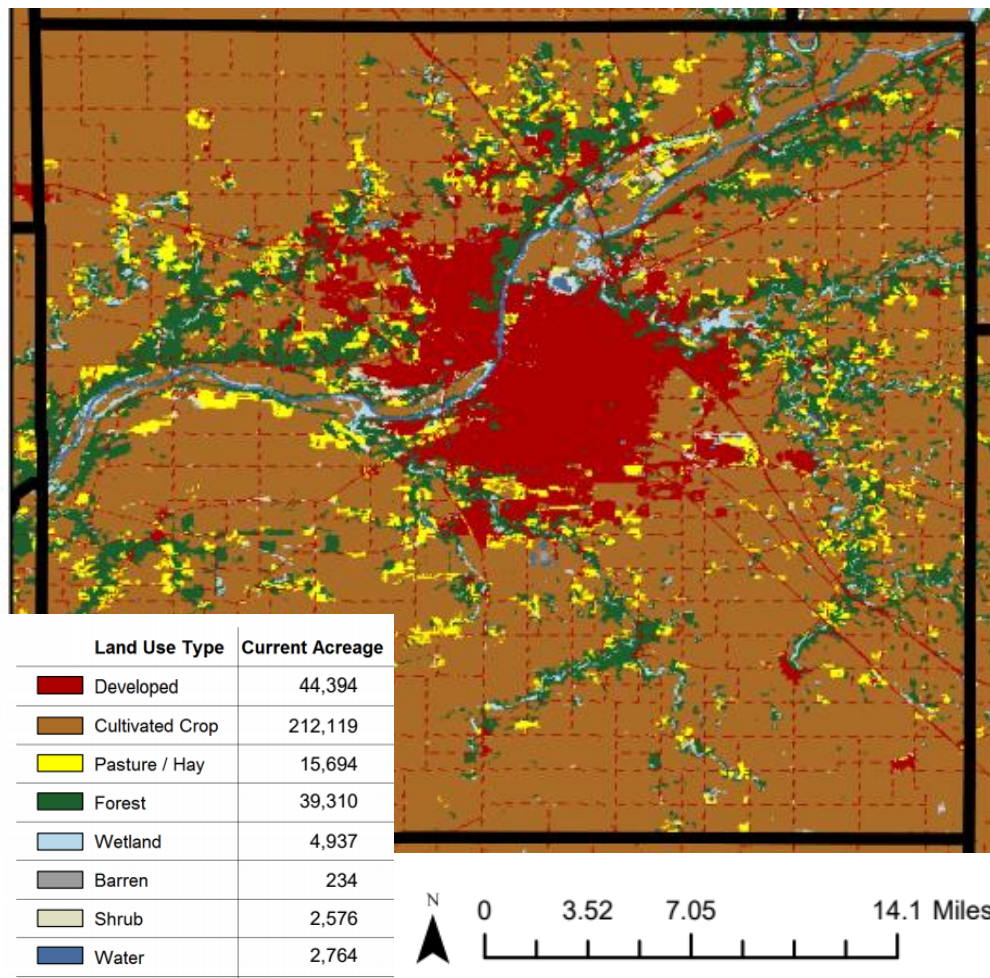 Land Use Type Current Acreage
Developed 44,394
Cultivated Crop 212,119
Pasture / Hay 15,694
Forest 39,310
Wetland 4,937
Barren 234
Shrub 2,576
Water 2,764
N
0 3.52 7.05 14.1 Miles